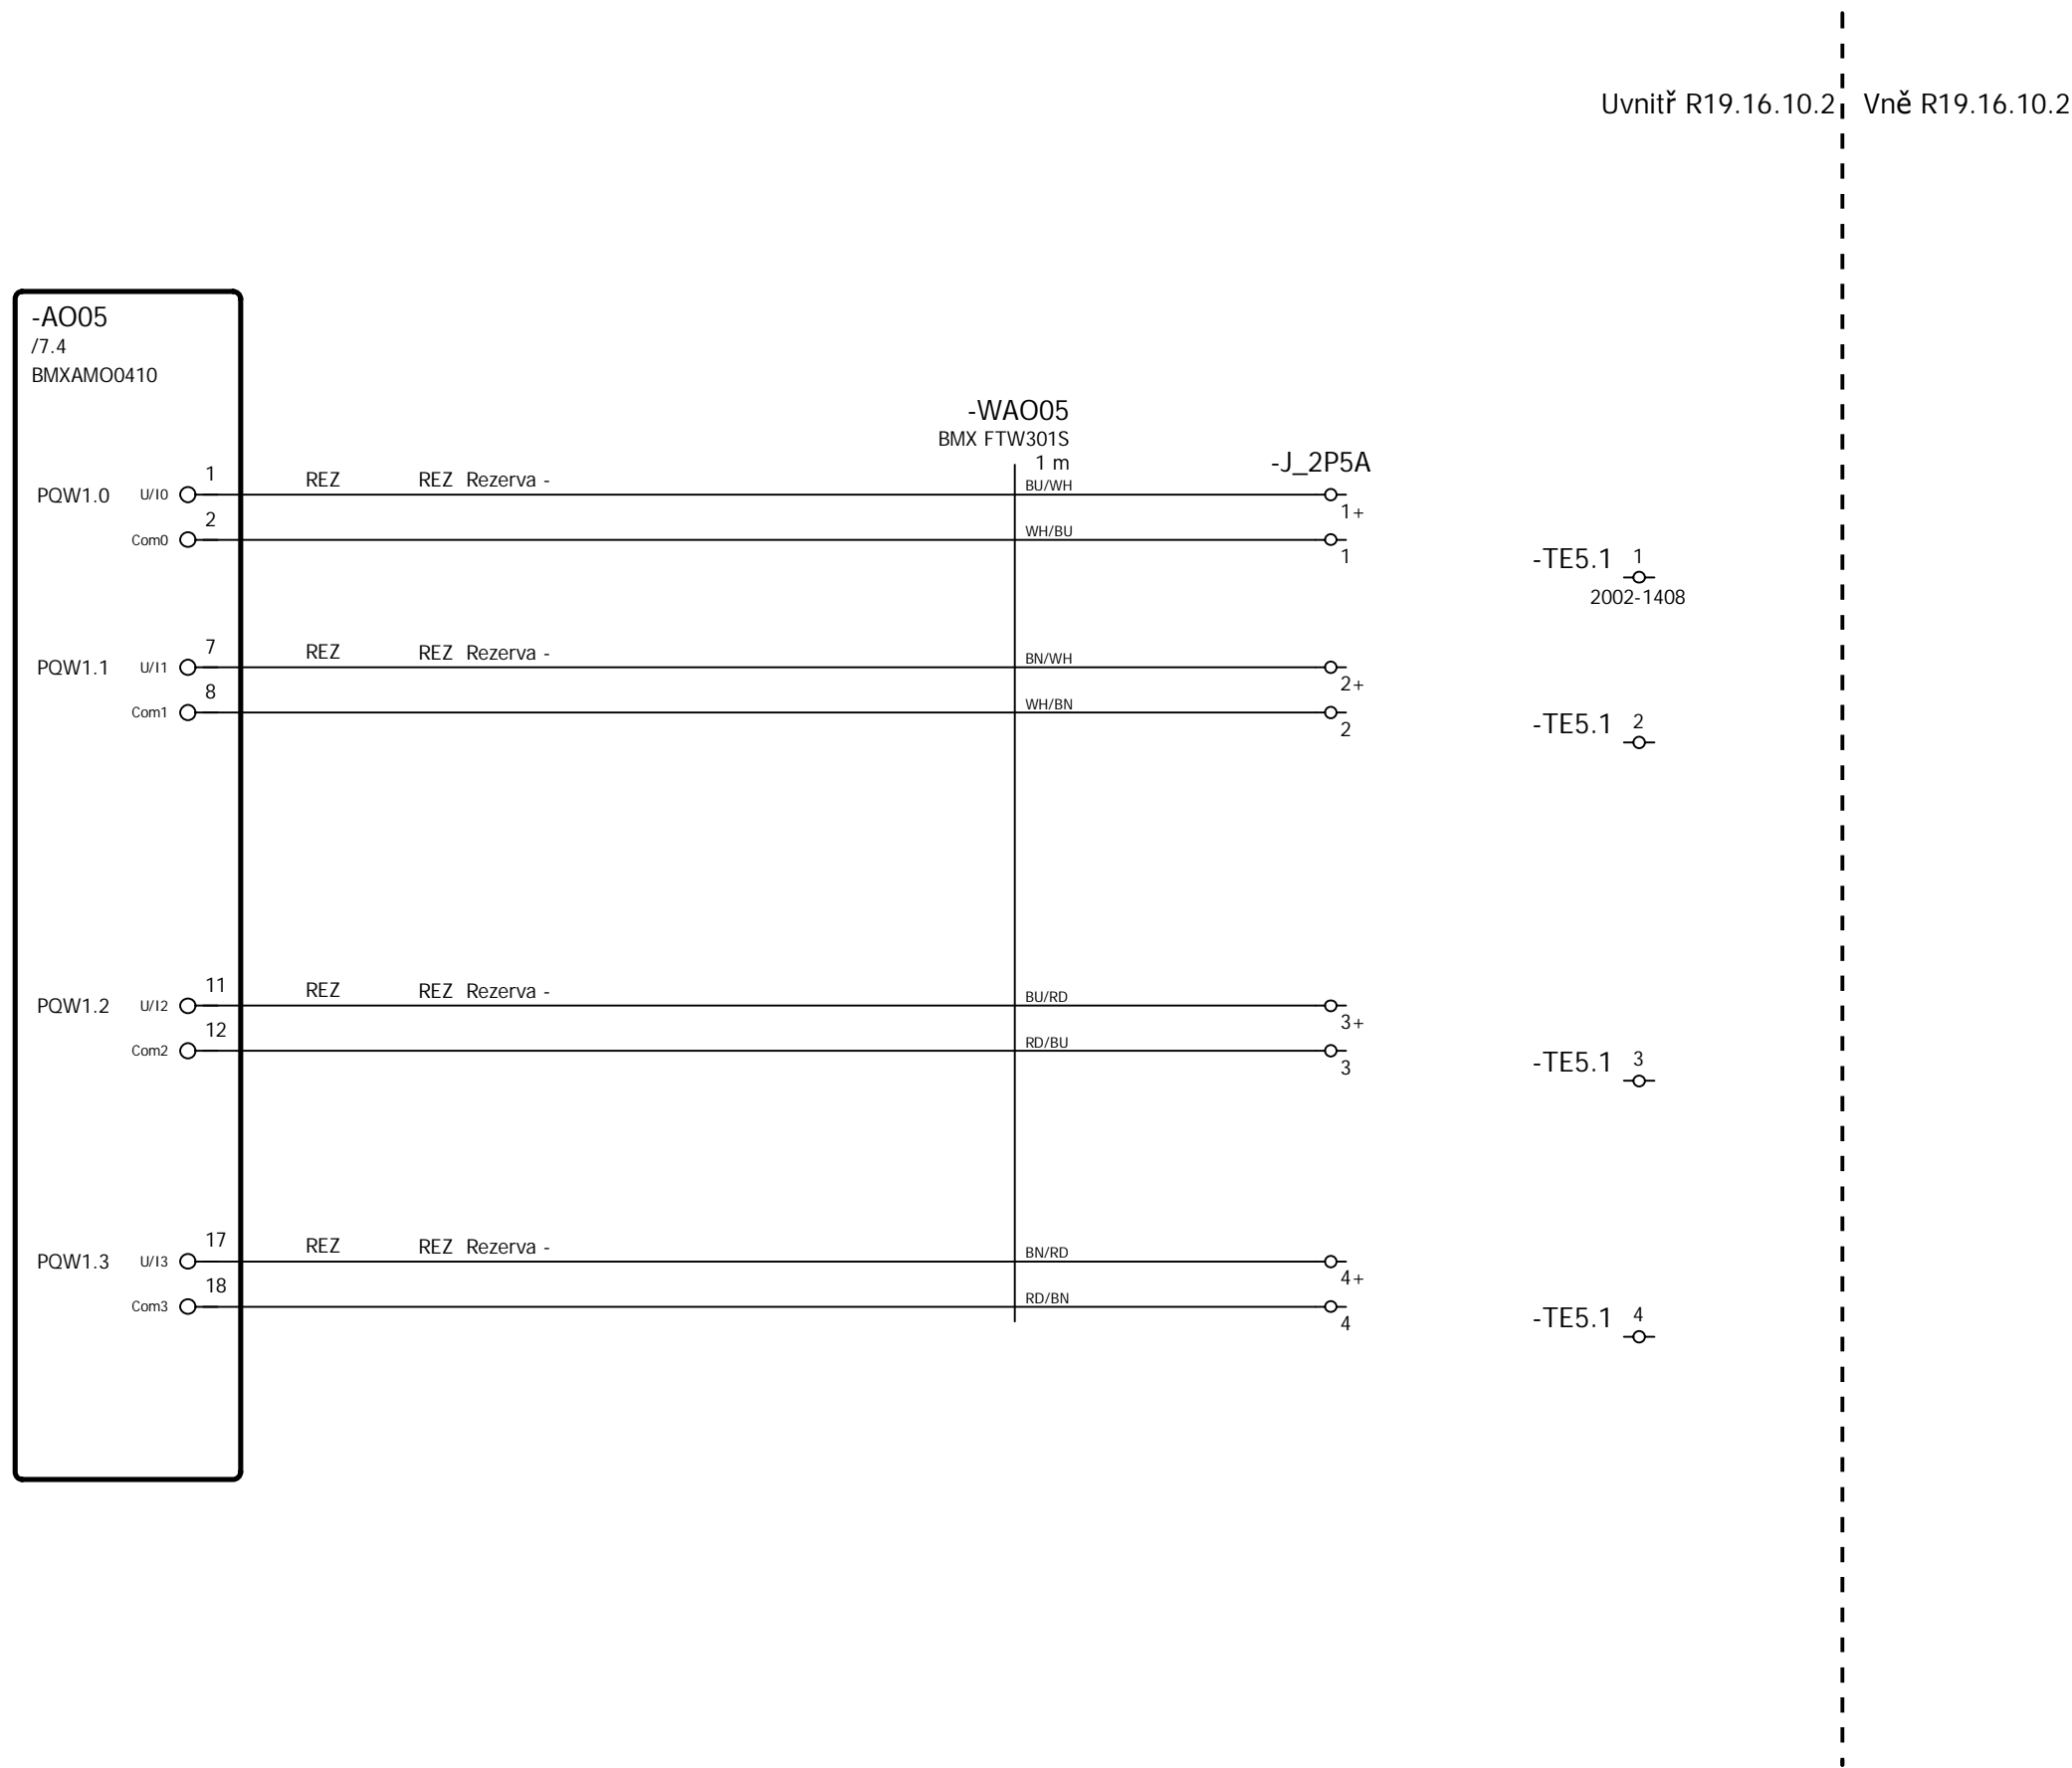 Uvnitř R19.16.10.2 Vně R19.16.10.2
-AO05
/7.4
BMXAMO0410
-WAO05
BMX FTW301S
1 m
-J_2P5A
PQW1.0 U/I0 1 REZ REZ Rezerva - BU/WH 1+
Com0 2 WH/BU 1
-TE5.1 1
2002-1408
PQW1.1 U/I1 7 REZ REZ Rezerva - BN/WH 2+
Com1 8 WH/BN 2
-TE5.1 2
PQW1.2 U/I2 11 REZ REZ Rezerva - BU/RD 3+
Com2 12 RD/BU 3
-TE5.1 3
PQW1.3 U/I3 17 REZ REZ Rezerva - BN/RD 4+
Com3 18 RD/BN 4
-TE5.1 4